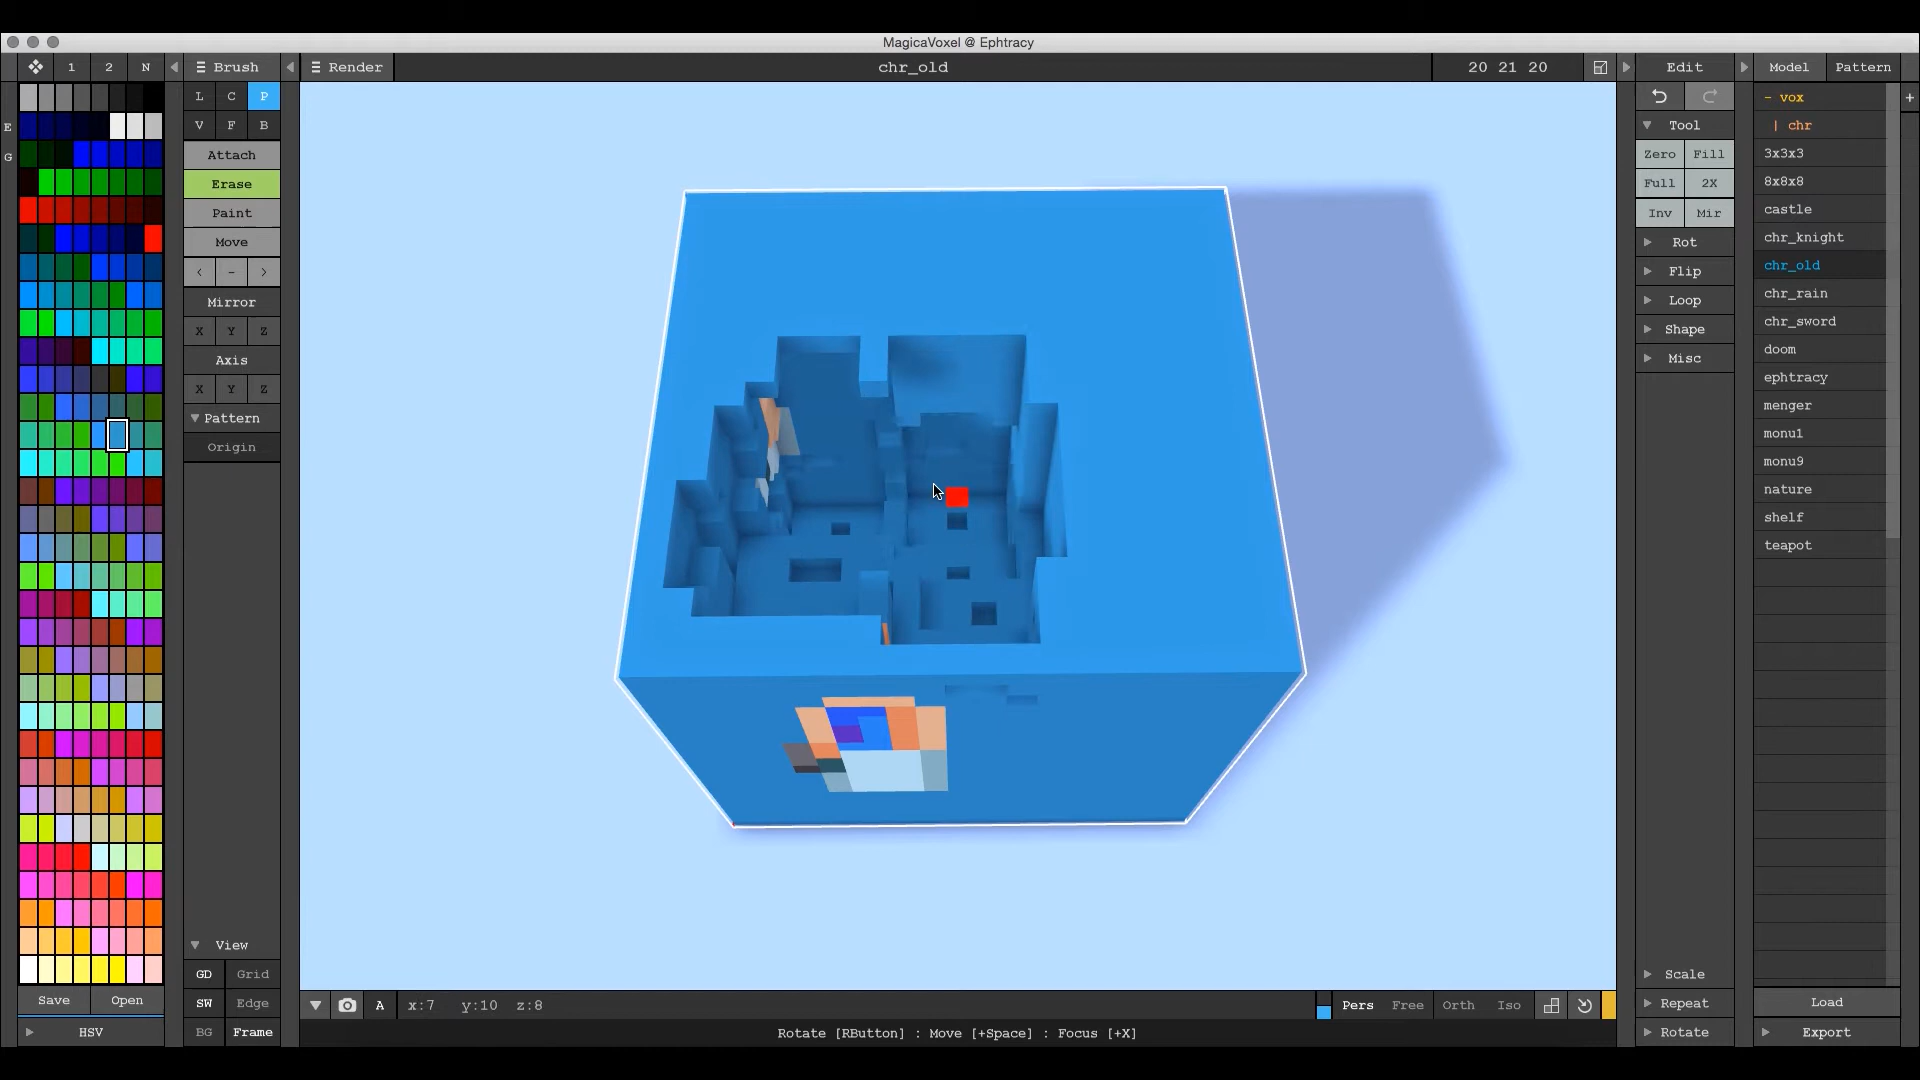 MagicaVoxel @ Ephtracy
1 2 N
Brush
Render
chr_old
20 21 20
Edit
Model Pattern
E
G
L C P
V F B
Attach
Erase
Paint
Move
< - >
Mirror
X Y Z
Axis
X Y Z
Pattern
Origin
View
GD Grid
SW Edge
BG Frame
Save Open
HSV
A x:7 y:10 z:8
Pers Free Orth Iso
Rotate [RButton] : Move [+Space] : Focus [+X]
Tool
Zero Fill
Full 2X
Inv Mir
Rot
Flip
Loop
Shape
Misc
Scale
Repeat
Rotate
- vox +
| chr
3x3x3
8x8x8
castle
chr_knight
chr_old
chr_rain
chr_sword
doom
ephtracy
menger
monu1
monu9
nature
shelf
teapot
Load
Export